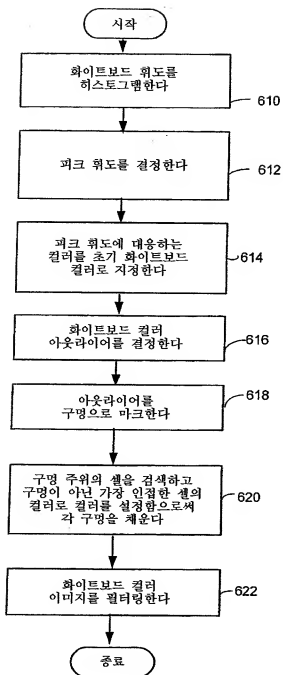 시작
화이트보드 휘도를
히스토그램한다
610
피크 휘도를 결정한다
612
피크 휘도에 대응하는
컬러를 초기 화이트보드
컬러로 지정한다
614
화이트보드 컬러
아웃라이어를 결정한다
616
아웃라이어를
구멍으로 마크한다
618
구멍 주위의 셀을 검색하고
구멍이 아닌 가장 인접한 셀의
컬러로 컬러를 설정함으로써
각 구멍을 채운다
620
화이트보드 컬러
이미지를 필터링한다
622
종료